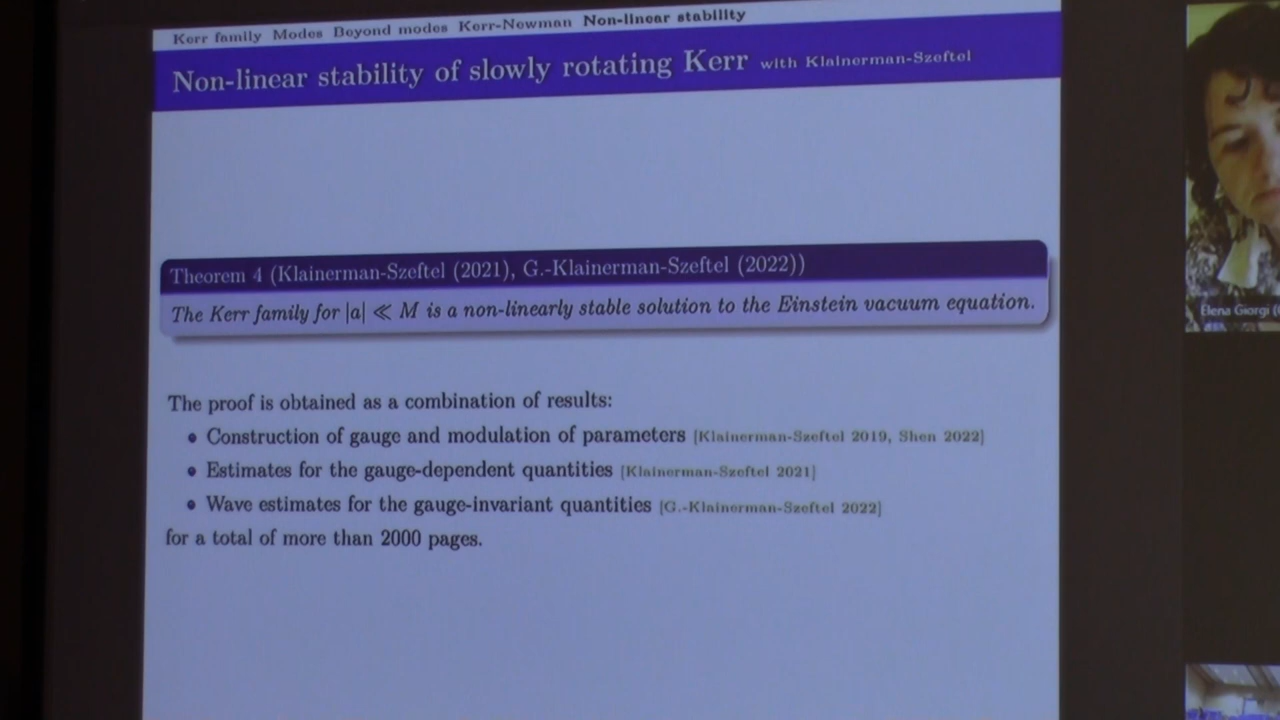 Kerr family Modes Beyond modes Kerr-Newman Non-linear stability
Non-linear stability of slowly rotating Kerr with Klainerman-Szeftel
Theorem 4 (Klainerman-Szeftel (2021), G.-Klainerman-Szeftel (2022))
The Kerr family for |a| ≪ M is a non-linearly stable solution to the Einstein vacuum equation.
The proof is obtained as a combination of results:
• Construction of gauge and modulation of parameters [Klainerman-Szeftel 2019, Shen 2022]
• Estimates for the gauge-dependent quantities [Klainerman-Szeftel 2021]
• Wave estimates for the gauge-invariant quantities [G.-Klainerman-Szeftel 2022]
for a total of more than 2000 pages.
Elena Giorgi (